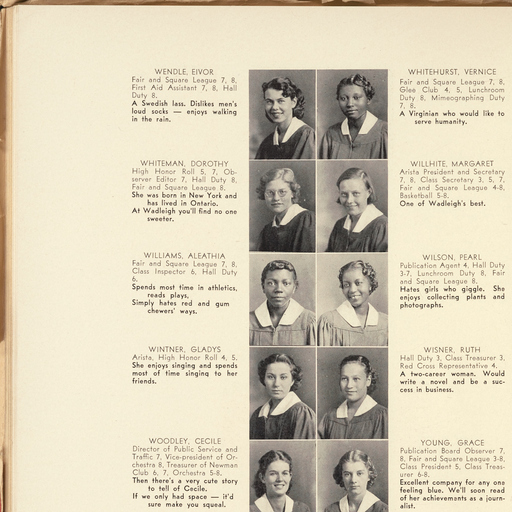 WENDLE, EIVOR
Fair and Square League 7, 8,
First Aid Assistant 7, 8, Hall
Duty 8.
A Swedish lass. Dislikes men's
loud socks — enjoys walking
in the rain.
WHITEHURST, VERNICE
Fair and Square League 7, 8,
Glee Club 4, 5, Lunchroom
Duty 8, Mimeographing Duty
7, 8.
A Virginian who would like to
serve humanity.
WHITEMAN, DOROTHY
High Honor Roll 5, 7, Ob-
server Editor 7, Hall Duty 8,
Fair and Square League 8.
She was born in New York and
has lived in Ontario.
At Wadleigh you'll find no one
sweeter.
WILLHITE, MARGARET
Arista President and Secretary
7, 8, Class Secretary 3, 5, 7,
Fair and Square League 4-8,
Basketball 5-8.
One of Wadleigh's best.
WILLIAMS, ALEATHIA
Fair and Square League 7, 8,
Class Inspector 6, Hall Duty
6.
Spends most time in athletics,
reads plays,
Simply hates red and gum
chewers' ways.
WILSON, PEARL
Publication Agent 4, Hall Duty
3-7, Lunchroom Duty 8, Fair
and Square League 8.
Hates girls who giggle. She
enjoys collecting plants and
photographs.
WINTNER, GLADYS
Arista, High Honor Roll 4, 5.
She enjoys singing and spends
most of time singing to her
friends.
WISNER, RUTH
Hall Duty 3, Class Treasurer 3,
Red Cross Representative 4.
A two-career woman. Would
write a novel and be a suc-
cess in business.
WOODLEY, CECILE
Director of Public Service and
Traffic 7, Vice-president of Or-
chestra 8, Treasurer of Newman
Club 6, 7, Orchestra 5-8.
Then there's a very cute story
to tell of Cecile.
If we only had space — it'd
sure make you squeal.
YOUNG, GRACE
Publication Board Observer 7,
8, Fair and Square League 3-8,
Class President 5, Class Treas-
urer 6-8.
Excellent company for any one
feeling blue. We'll soon read
of her achievements as a journ-
alist.